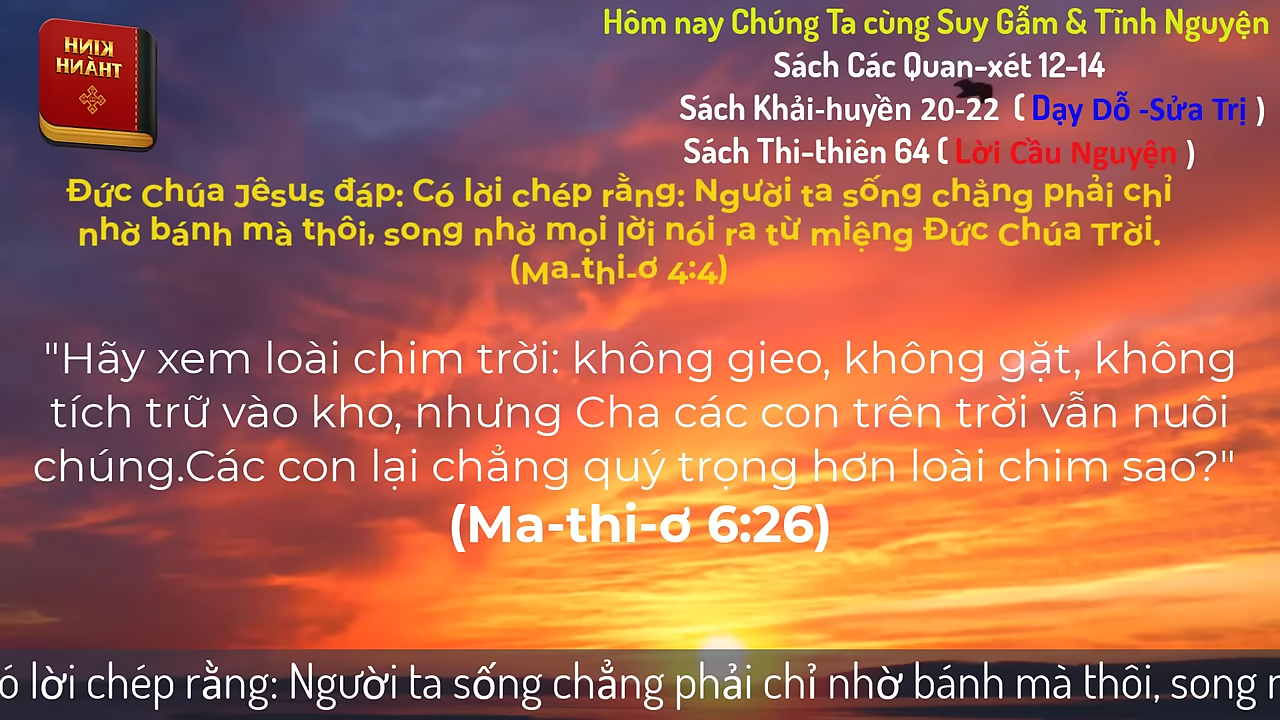 KINH
THÁNH
Hôm nay Chúng Ta cùng Suy Gẫm & Tĩnh Nguyện
Sách Các Quan-xét 12-14
Sách Khải-huyền 20-22 ( Dạy Dỗ -Sửa Trị )
Sách Thi-thiên 64 ( Lời Cầu Nguyện )
Đức Chúa Jêsus đáp: Có lời chép rằng: Người ta sống chẳng phải chỉ
nhờ bánh mà thôi, song nhờ mọi lời nói ra từ miệng Đức Chúa Trời.
(Ma-thi-ơ 4:4)
"Hãy xem loài chim trời: không gieo, không gặt, không
tích trữ vào kho, nhưng Cha các con trên trời vẫn nuôi
chúng.Các con lại chẳng quý trọng hơn loài chim sao?"
(Ma-thi-ơ 6:26)
ó lời chép rằng: Người ta sống chẳng phải chỉ nhờ bánh mà thôi, song n